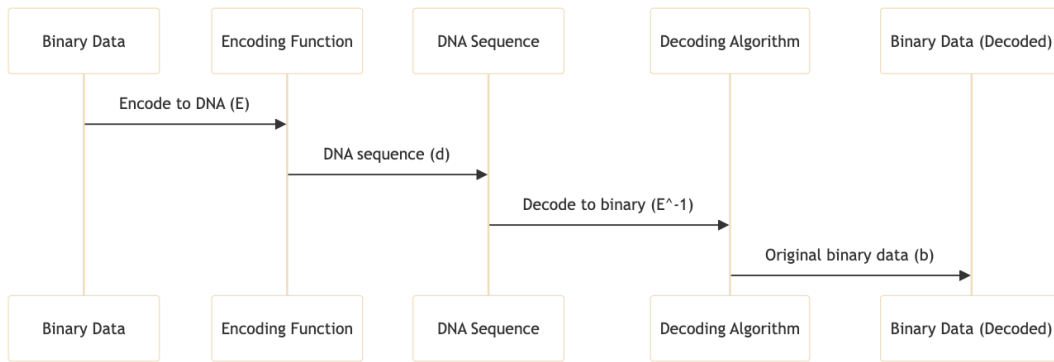 Binary Data
Encoding Function
DNA Sequence
Decoding Algorithm
Binary Data (Decoded)
Encode to DNA (E)
DNA sequence (d)
Decode to binary (E^-1)
Original binary data (b)
Binary Data
Encoding Function
DNA Sequence
Decoding Algorithm
Binary Data (Decoded)